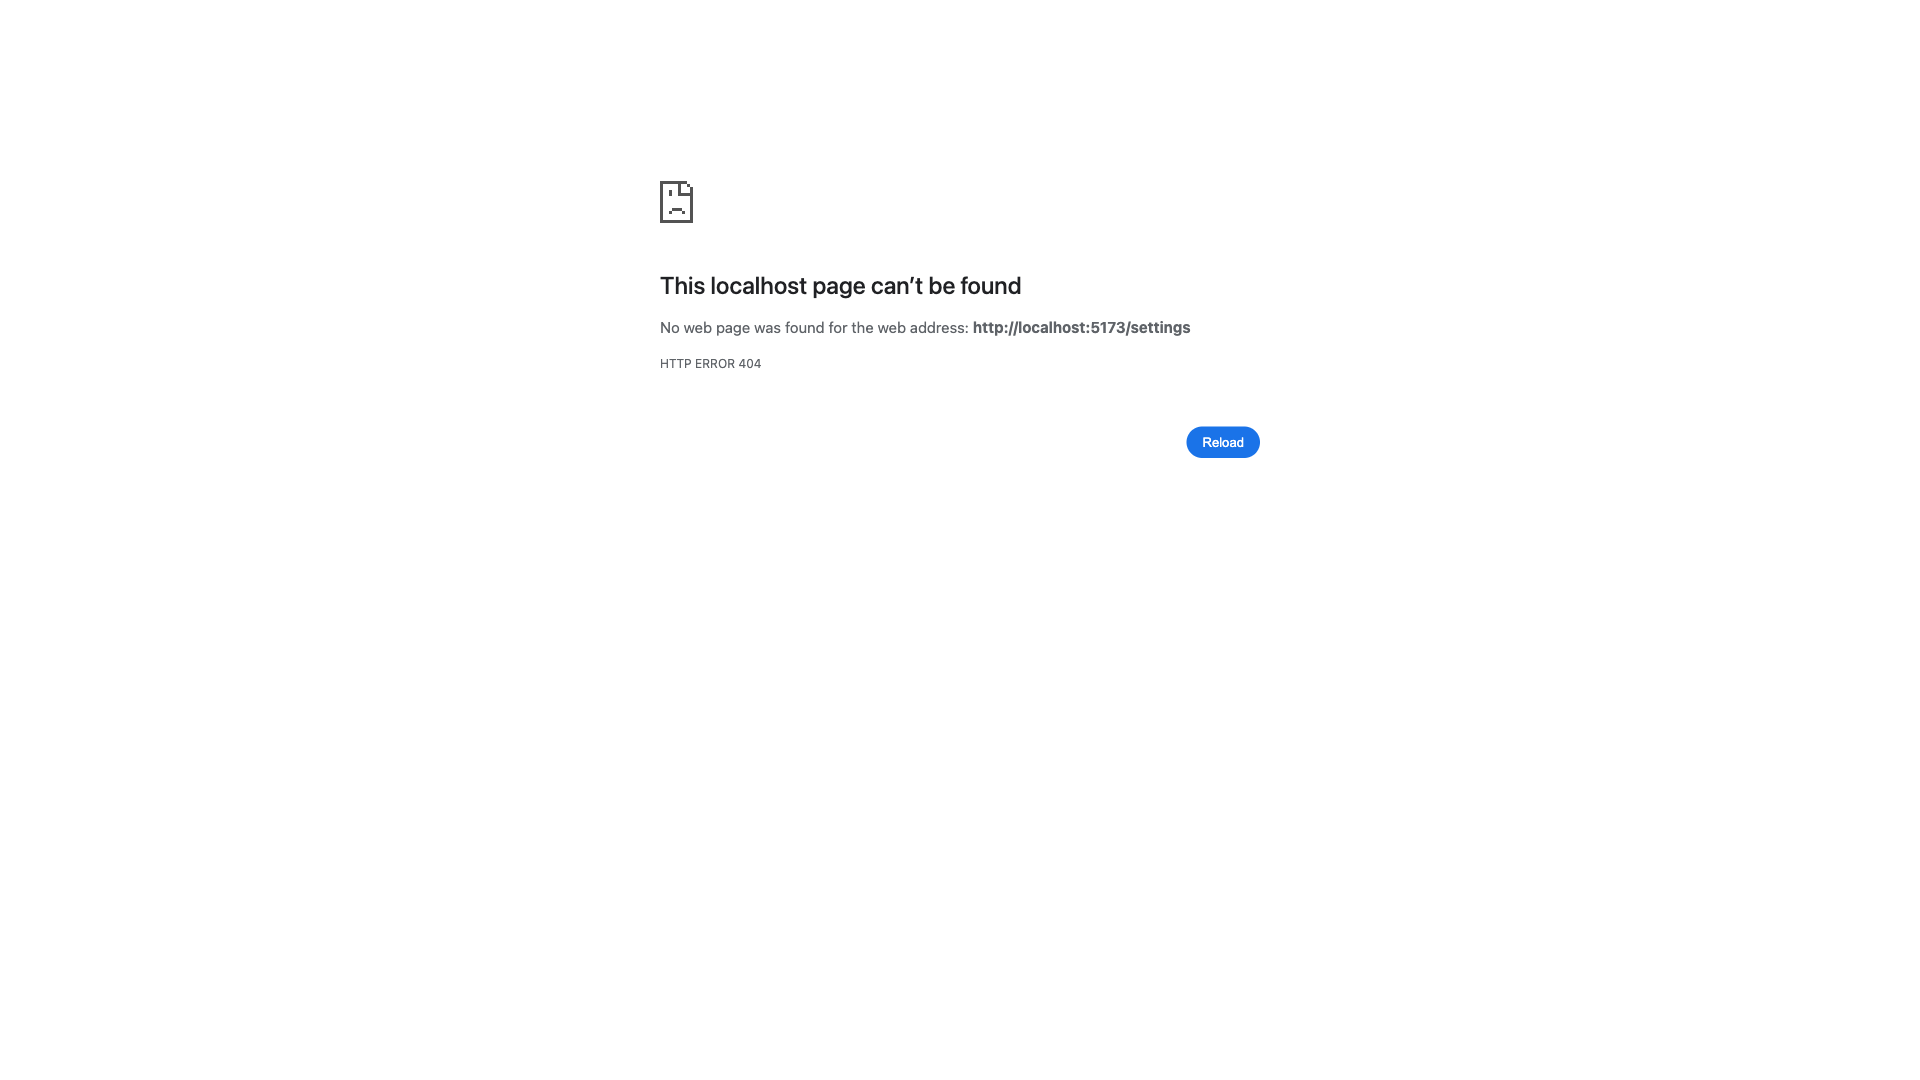 This localhost page can’t be found
No web page was found for the web address: http://localhost:5173/settings
HTTP ERROR 404
Reload